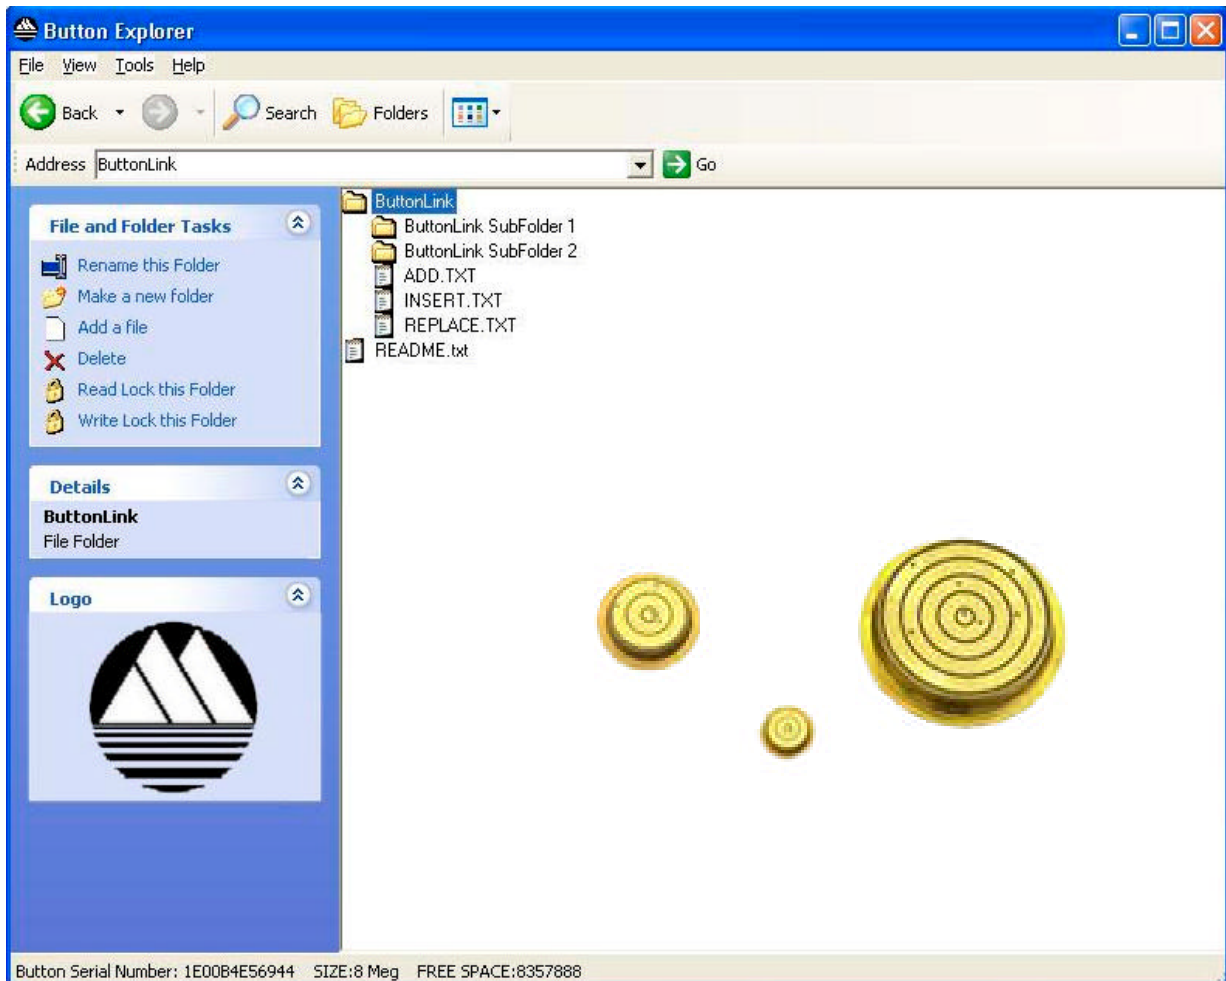 Button Explorer
File View Tools Help
Back Search Folders
Address ButtonLink Go
File and Folder Tasks
Rename this Folder
Make a new folder
Add a file
Delete
Read Lock this Folder
Write Lock this Folder
Details
ButtonLink
File Folder
Logo
ButtonLink
ButtonLink SubFolder 1
ButtonLink SubFolder 2
ADD.TXT
INSERT.TXT
REPLACE.TXT
README.txt
Button Serial Number: 1E00B4E56944 SIZE:8 Meg FREE SPACE:8357888